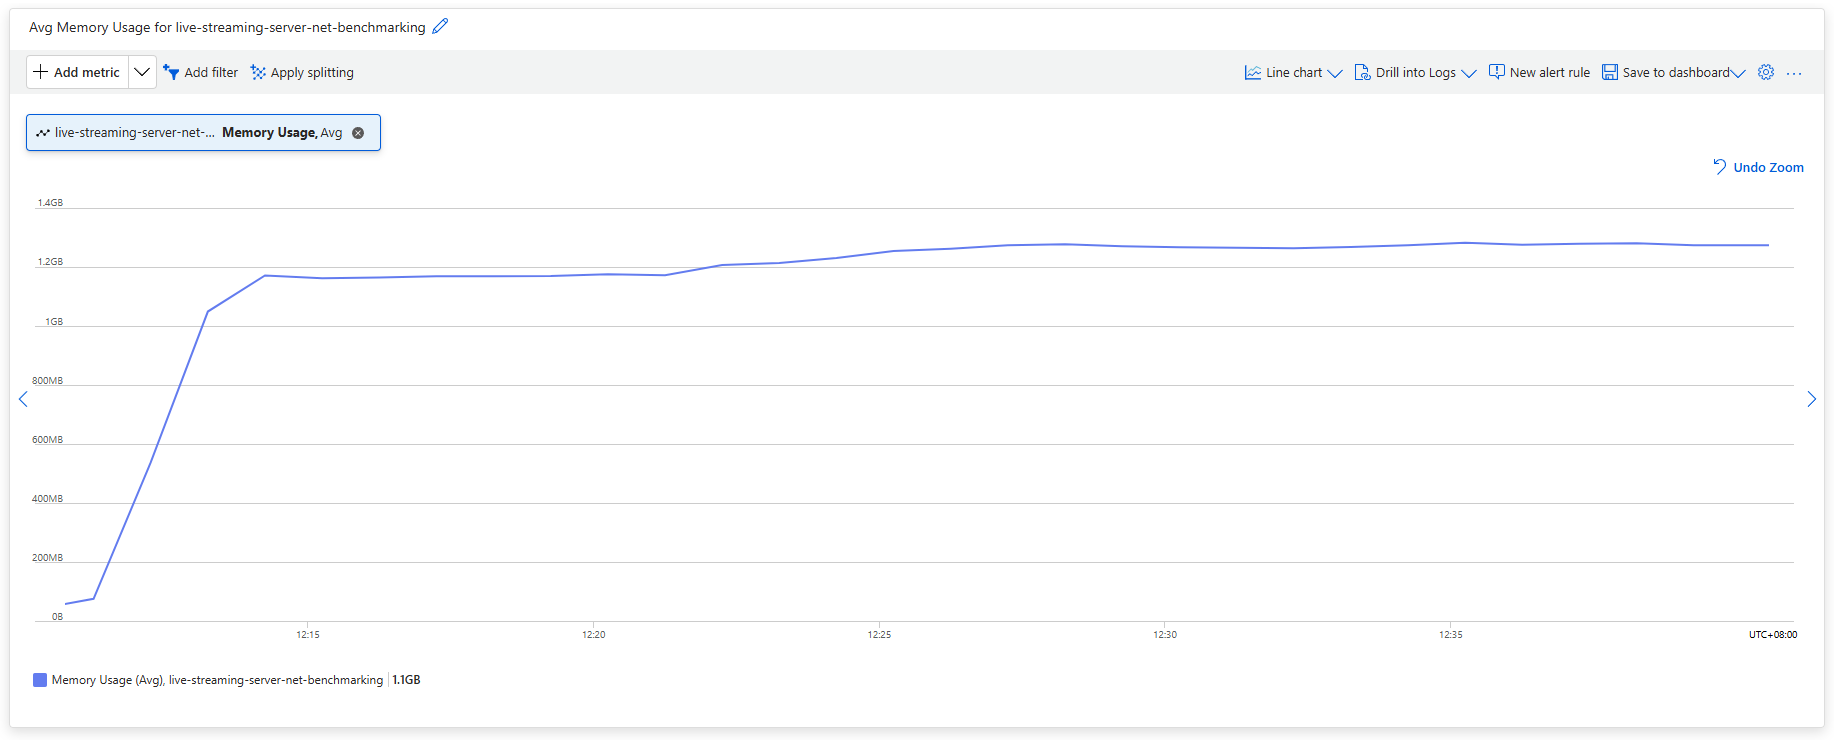 Avg Memory Usage for live-streaming-server-net-benchmarking
Add metric Add filter Apply splitting Line chart Drill into Logs New alert rule Save to dashboard ...
live-streaming-server-net-... Memory Usage, Avg
Undo Zoom
1.4GB
1.2GB
1GB
800MB
600MB
400MB
200MB
0B
12:15 12:20 12:25 12:30 12:35 UTC+08:00
Memory Usage (Avg), live-streaming-server-net-benchmarking 1.1GB